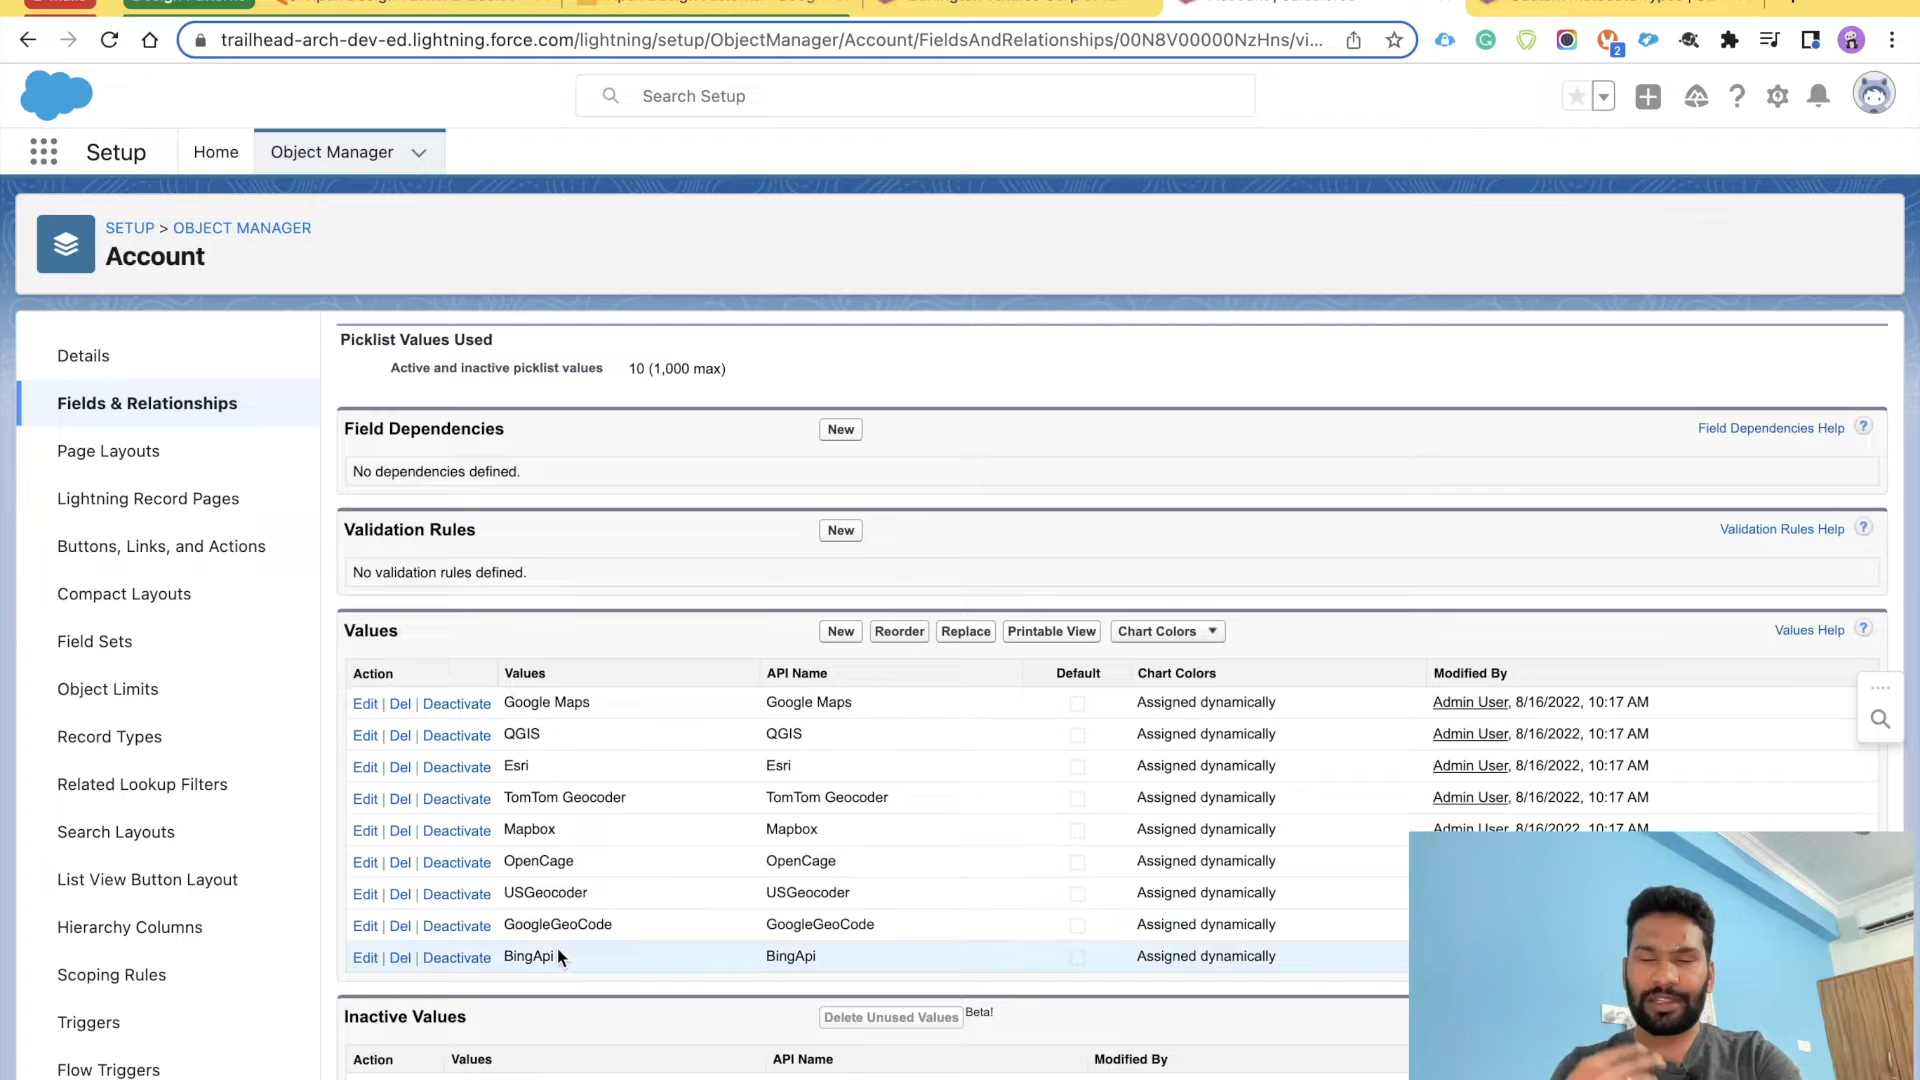 trailhead-arch-dev-ed.lightning.force.com/lightning/setup/ObjectManager/Account/FieldsAndRelationships/00N8V00000NzHns/vi...
2
Search Setup
Setup Home Object Manager
SETUP > OBJECT MANAGER
Account
Details
Fields & Relationships
Page Layouts
Lightning Record Pages
Buttons, Links, and Actions
Compact Layouts
Field Sets
Object Limits
Record Types
Related Lookup Filters
Search Layouts
List View Button Layout
Hierarchy Columns
Scoping Rules
Triggers
Flow Triggers
Picklist Values Used
Active and inactive picklist values 10 (1,000 max)
Field Dependencies New Field Dependencies Help ?
No dependencies defined.
Validation Rules New Validation Rules Help ?
No validation rules defined.
Values New Reorder Replace Printable View Chart Colors Values Help ?
Action Values API Name Default Chart Colors Modified By
Edit | Del | Deactivate Google Maps Google Maps Assigned dynamically Admin User, 8/16/2022, 10:17 AM
Edit | Del | Deactivate QGIS QGIS Assigned dynamically Admin User, 8/16/2022, 10:17 AM
Edit | Del | Deactivate Esri Esri Assigned dynamically Admin User, 8/16/2022, 10:17 AM
Edit | Del | Deactivate TomTom Geocoder TomTom Geocoder Assigned dynamically Admin User, 8/16/2022, 10:17 AM
Edit | Del | Deactivate Mapbox Mapbox Assigned dynamically Admin User, 8/16/2022, 10:17 AM
Edit | Del | Deactivate OpenCage OpenCage Assigned dynamically
Edit | Del | Deactivate USGeocoder USGeocoder Assigned dynamically
Edit | Del | Deactivate GoogleGeoCode GoogleGeoCode Assigned dynamically
Edit | Del | Deactivate BingApi BingApi Assigned dynamically
Inactive Values Delete Unused Values Beta!
Action Values API Name Modified By